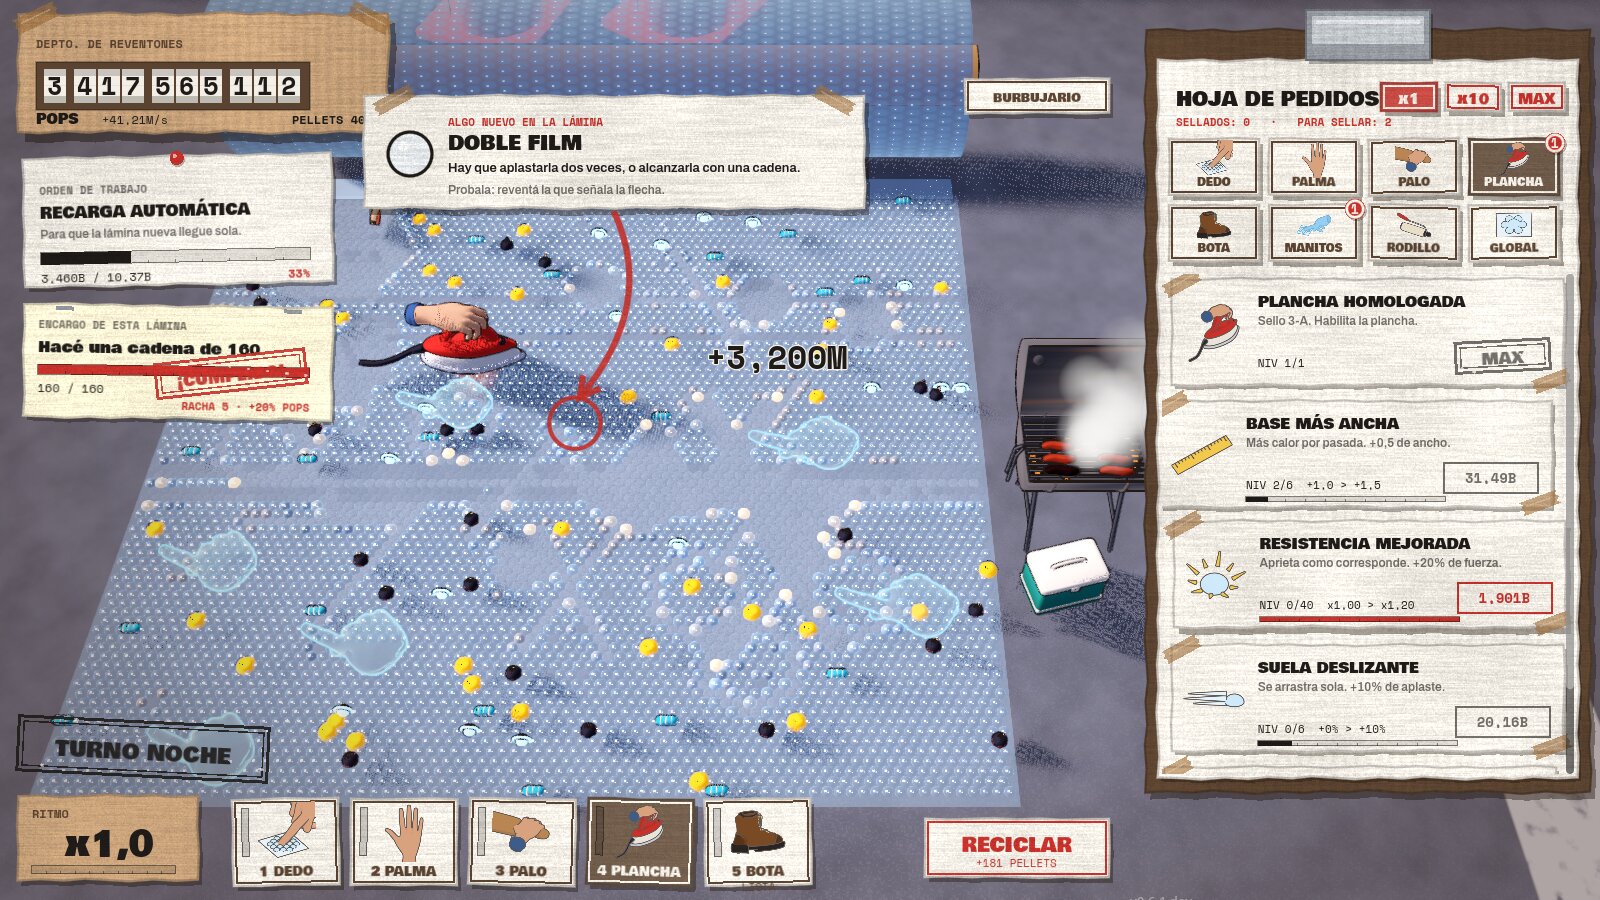 DEPTO. DE REVENTONES
3 417 565 112
POPS +41,21M/s PELLETS 40
ORDEN DE TRABAJO
RECARGA AUTOMÁTICA
Para que la lámina nueva llegue sola.
3,460B / 10,37B 33%
ENCARGO DE ESTA LÁMINA
Hacé una cadena de 160
160 / 160
RACHA 5 · +20% POPS
ALGO NUEVO EN LA LÁMINA
DOBLE FILM
Hay que aplastarla dos veces, o alcanzarla con una cadena.
Probala: reventá la que señala la flecha.
BURBUJARIO
+3,200M
HOJA DE PEDIDOS x1 x10 MAX
SELLADOS: 0 · PARA SELLAR: 2
DEDO
PALMA
PALO
PLANCHA
1
BOTA
MANITOS
1
RODILLO
GLOBAL
PLANCHA HOMOLOGADA
Sello 3-A. Habilita la plancha.
NIV 1/1
MAX
BASE MÁS ANCHA
Más calor por pasada. +0,5 de ancho.
NIV 2/6 +1.0 > +1.5
31,49B
RESISTENCIA MEJORADA
Aprieta como corresponde. +20% de fuerza.
NIV 0/40 x1,00 > x1,20
1,901B
SUELA DESLIZANTE
Se arrastra sola. +10% de aplaste.
NIV 0/6 +0% > +10%
20,16B
TURNO NOCHE
RITMO
x1,0
1 DEDO
2 PALMA
3 PALO
4 PLANCHA
5 BOTA
RECICLAR
+181 PELLETS